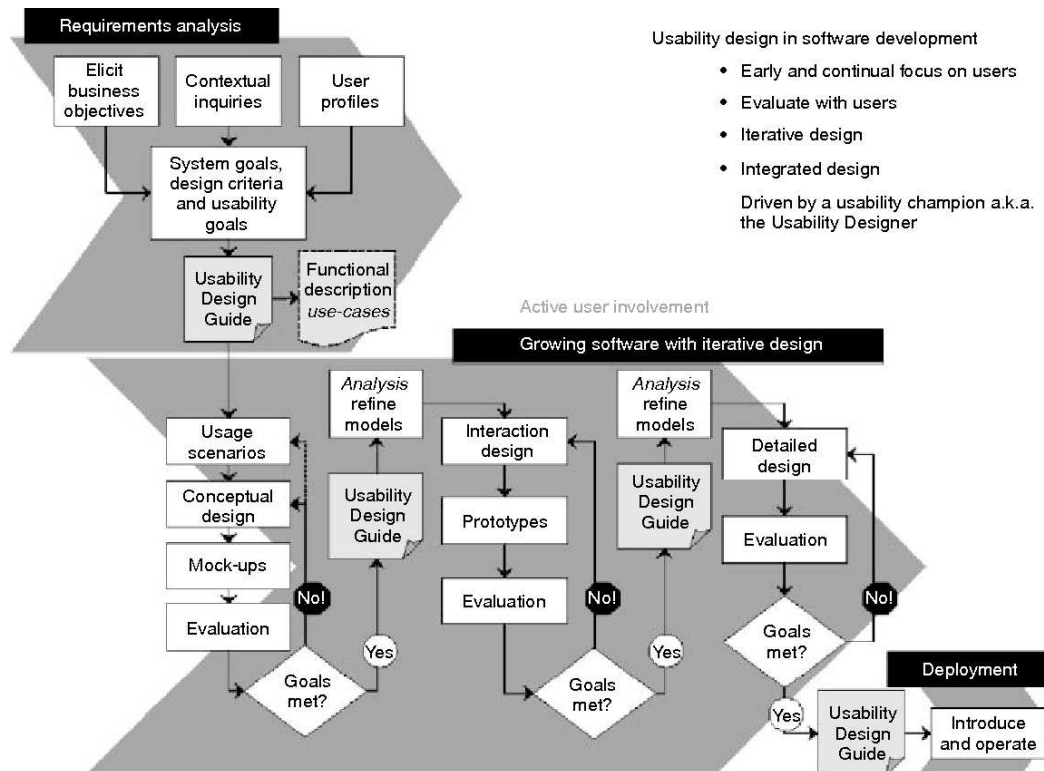 Requirements analysis
Elicit
business
objectives
Contextual
inquiries
User
profiles
System goals,
design criteria
and usability
goals
Usability
Design
Guide
Functional
description
use-cases
Usability design in software development
• Early and continual focus on users
• Evaluate with users
• Iterative design
• Integrated design
Driven by a usability champion a.k.a.
the Usability Designer
Active user involvement
Growing software with iterative design
Usage
scenarios
Conceptual
design
Mock-ups
Evaluation
Goals
met?
No!
Yes
Usability
Design
Guide
Analysis
refine
models
Interaction
design
Prototypes
Evaluation
Goals
met?
No!
Yes
Usability
Design
Guide
Analysis
refine
models
Detailed
design
Evaluation
Goals
met?
No!
Yes
Deployment
Usability
Design
Guide
Introduce
and operate